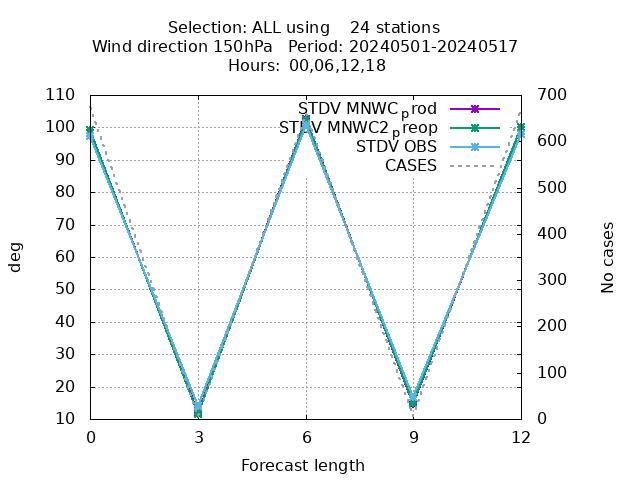 Selection: ALL using    24 stations
Wind direction 150hPa   Period: 20240501-20240517
Hours: 00,06,12,18
STDV MNWC_prod
STDV MNWC2_preop
STDV OBS
CASES
110
100
90
80
70
60
50
40
30
20
10
700
600
500
400
300
200
100
0
deg
No cases
0 3 6 9 12
Forecast length